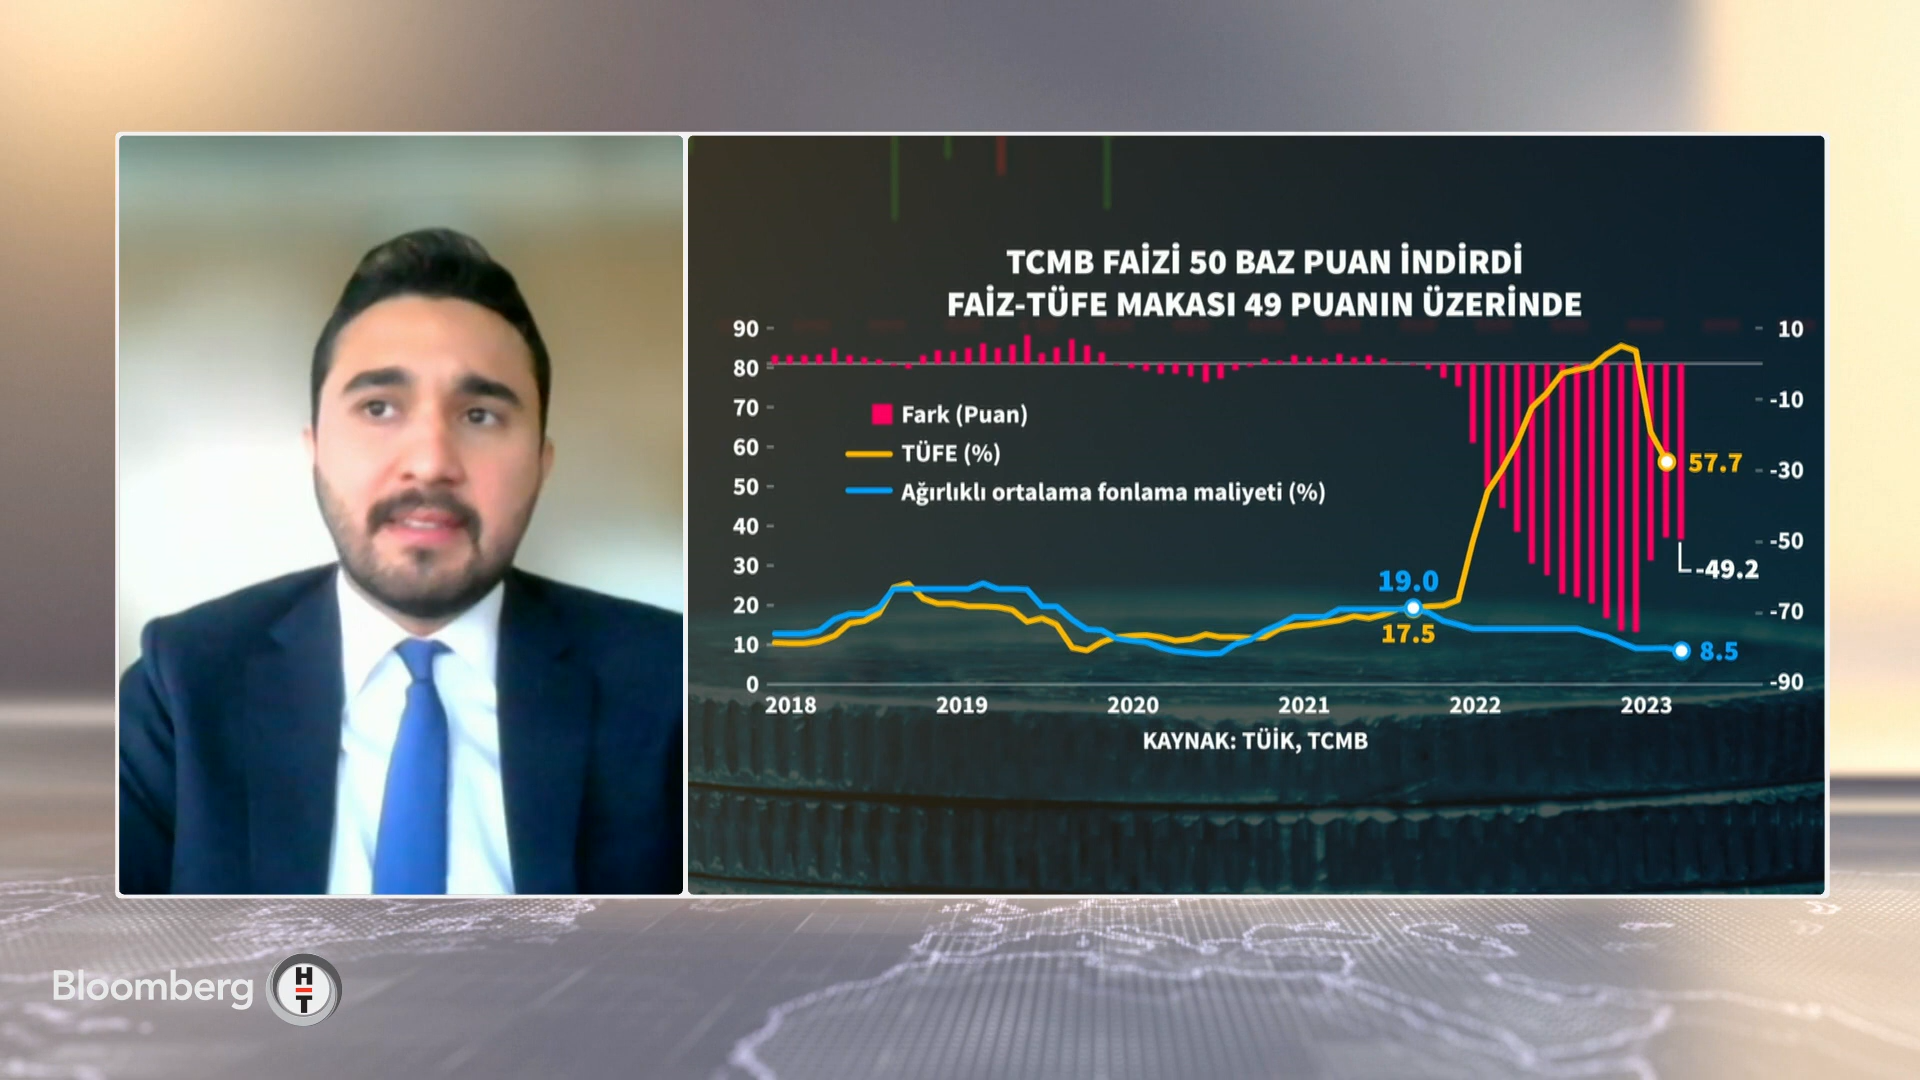 TCMB FAİZİ 50 BAZ PUAN İNDİRDİ
FAİZ-TÜFE MAKASI 49 PUANIN ÜZERİNDE
90
80
70
60
50
40
30
20
10
0
10
-10
-30
-50
-70
-90
Fark (Puan)
TÜFE (%)
Ağırlıklı ortalama fonlama maliyeti (%)
57.7
-49.2
19.0
17.5
8.5
2018 2019 2020 2021 2022 2023
KAYNAK: TÜİK, TCMB
Bloomberg HT